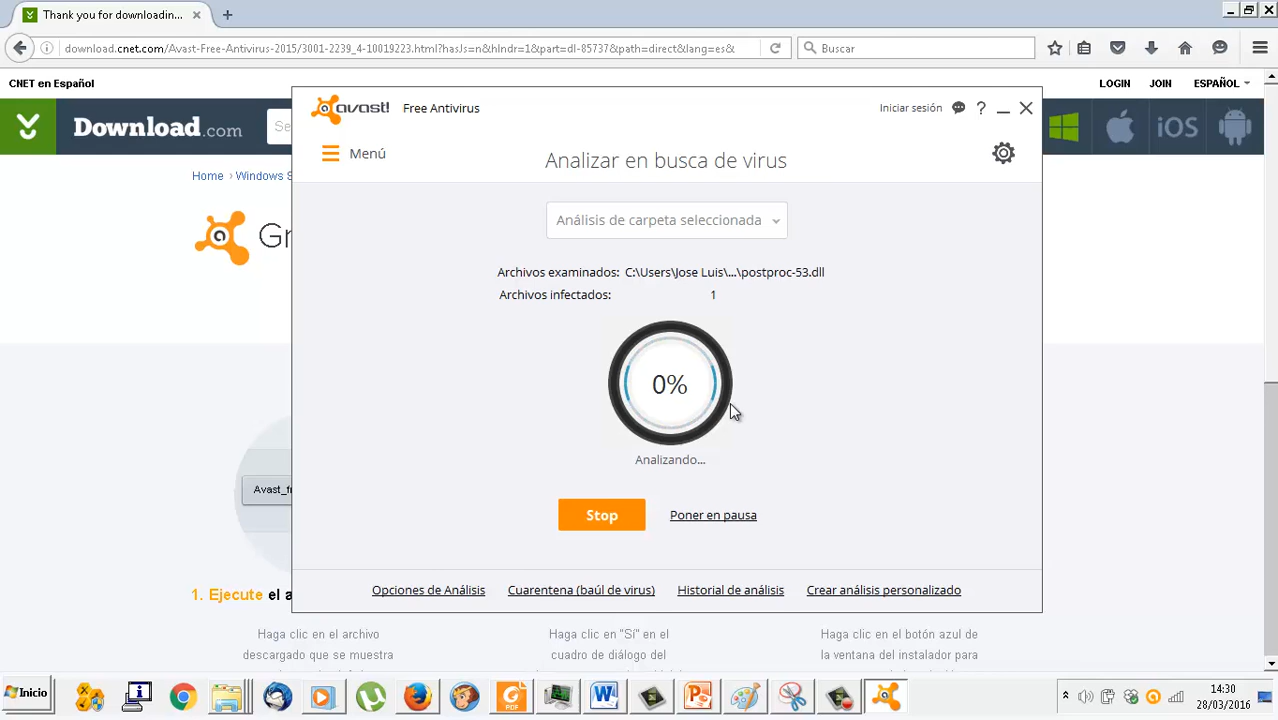 Thank you for downloadin...
download.cnet.com/Avast-Free-Antivirus-2015/3001-2239_4-10019223.html?hasJs=n&hlndr=1&part=dl-85737&path=direct&lang=es&
Buscar
CNET en Español
LOGIN JOIN ESPAÑOL
avast! Free Antivirus
Iniciar sesión ?
Download.com
iOS
Menú
Analizar en busca de virus
Home › Windows S
Análisis de carpeta seleccionada
Gr
Archivos examinados: C:\Users\Jose Luis\...\postproc-53.dll
Archivos infectados: 1
0%
Analizando...
Avast_f
Stop
Poner en pausa
Opciones de Análisis
Cuarentena (baúl de virus)
Historial de análisis
Crear análisis personalizado
1. Ejecute el a
Haga clic en el archivo
descargado que se muestra
Haga clic en "Sí" en el
cuadro de diálogo del
Haga clic en el botón azul de
la ventana del instalador para
Inicio
PDF
14:30
28/03/2016